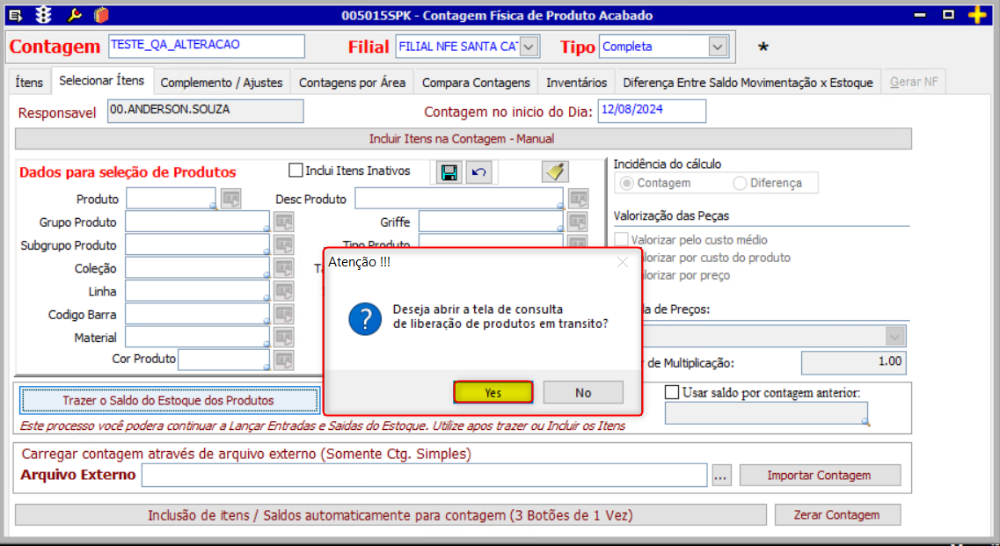 005015SPK - Contagem Física de Produto Acabado
Contagem TESTE_QA_ALTERACAO Filial FILIAL NFE SANTA CAT Tipo Completa *
Ítens Selecionar Ítens Complemento / Ajustes Contagens por Área Compara Contagens Inventários Diferença Entre Saldo Movimentação x Estoque Gerar NF
Responsavel 00.ANDERSON.SOUZA Contagem no inicio do Dia: 12/08/2024
Incluir Itens na Contagem - Manual
Dados para seleção de Produtos Inclui Itens Inativos
Incidência do cálculo
Contagem Diferença
Produto Desc Produto
Grupo Produto Griffe
Valorização das Peças
Subgrupo Produto Tipo Produto
Valorizar pelo custo médio
Coleção
alorizar por custo do produto
Linha
alorizar por preço
Codigo Barra
la de Preços:
Material
Cor Produto
r de Multiplicação: 1.00
Atenção !!!
Deseja abrir a tela de consulta
de liberação de produtos em transito?
Yes No
Trazer o Saldo do Estoque dos Produtos
Usar saldo por contagem anterior:
Este processo você podera continuar a Lançar Entradas e Saidas do Estoque. Utilize apos trazer ou Incluir os Itens
Carregar contagem através de arquivo externo (Somente Ctg. Simples)
Arquivo Externo ... Importar Contagem
Inclusão de itens / Saldos automaticamente para contagem (3 Botões de 1 Vez) Zerar Contagem